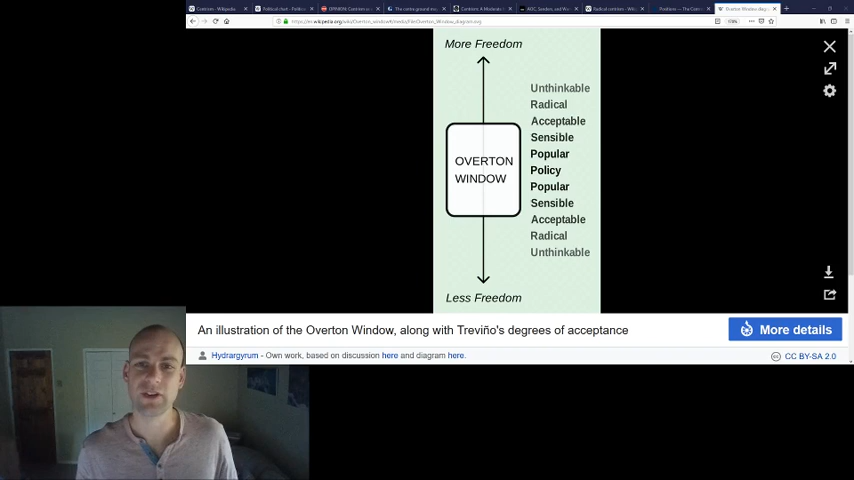 Centrism - Wikipedia
More Freedom
Unthinkable
Radical
Acceptable
Sensible
OVERTON
WINDOW
Popular
Policy
Popular
Sensible
Acceptable
Radical
Unthinkable
Less Freedom
An illustration of the Overton Window, along with Treviño's degrees of acceptance
More details
Hydrargyrum - Own work, based on discussion here and diagram here.
CC BY-SA 2.0